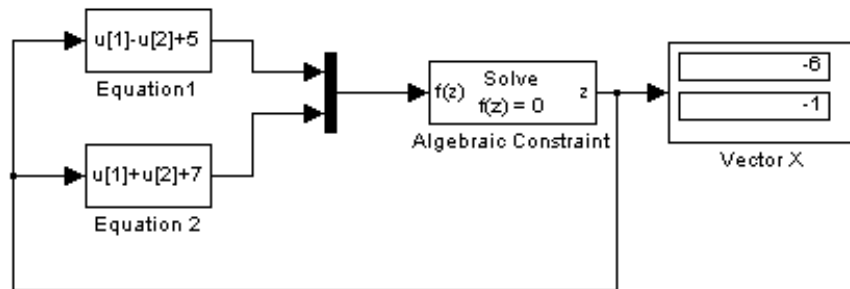 u[1]-u[2]+5
Equation1
u[1]+u[2]+7
Equation 2
f(z)
Solve
f(z) = 0
z
Algebraic Constraint
-6
-1
Vector X